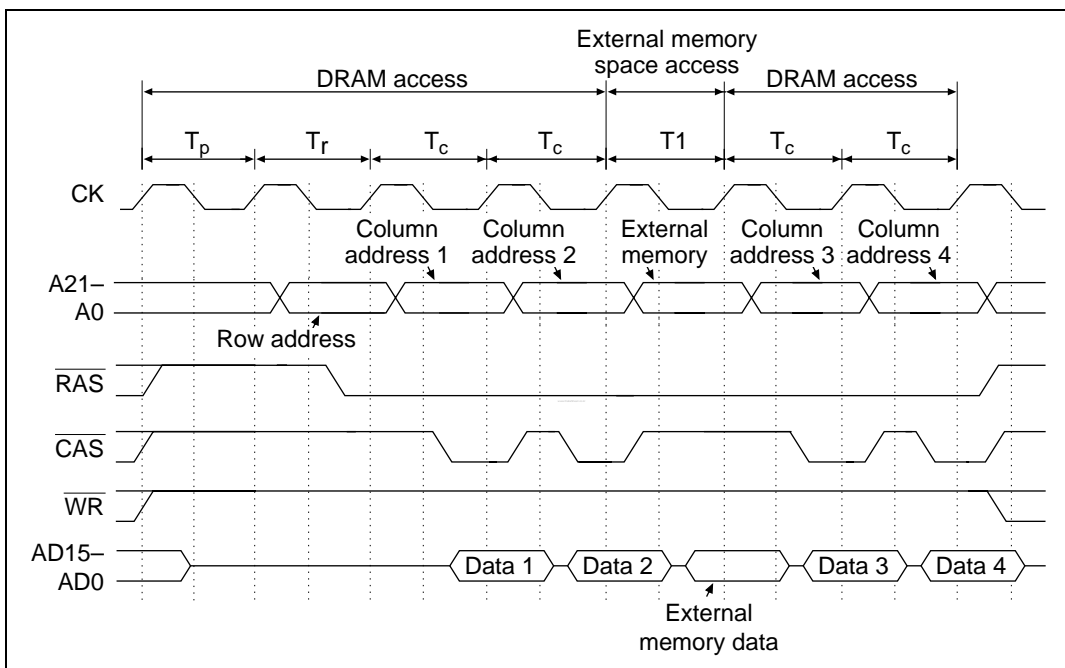 External memory
space access
DRAM access
DRAM access
Tp
Tr
Tc
Tc
T1
Tc
Tc
CK
Column
address 1
Column
address 2
External
memory
Column
address 3
Column
address 4
A21–
A0
Row address
RAS
CAS
WR
AD15–
AD0
Data 1
Data 2
Data 3
Data 4
External
memory data